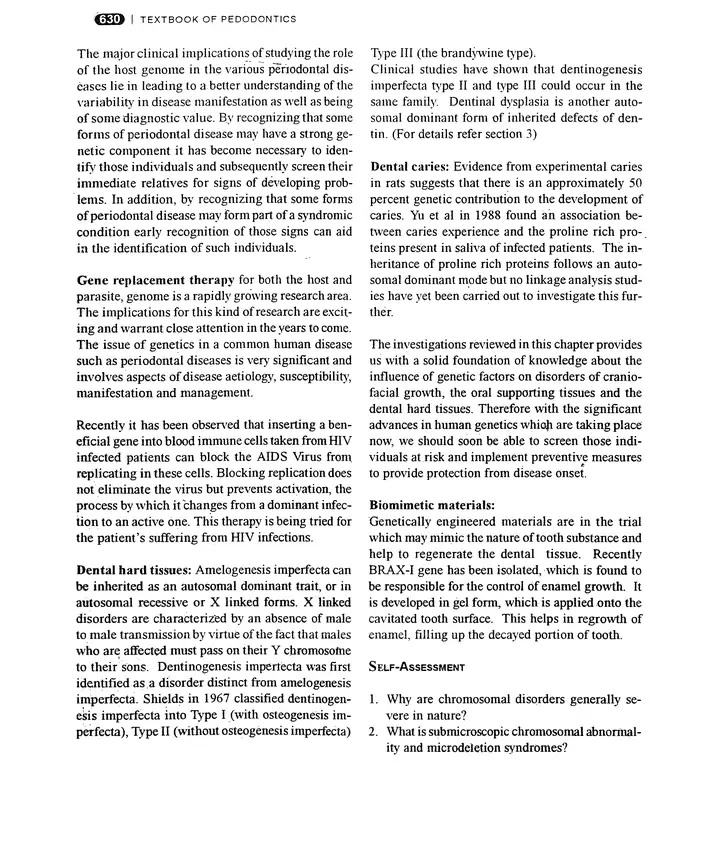 630 | TEXTBOOK OF PEDODONTICS
The major clinical implications of studying the role
of the host genome in the various periodontal dis-
eases lie in leading to a better understanding of the
variability in disease manifestation as well as being
of some diagnostic value. By recognizing that some
forms of periodontal disease may have a strong ge-
netic component it has become necessary to iden-
tify those individuals and subsequently screen their
immediate relatives for signs of developing prob-
lems. In addition, by recognizing that some forms
of periodontal disease may form part of a syndromic
condition early recognition of those signs can aid
in the identification of such individuals.
Gene replacement therapy for both the host and
parasite, genome is a rapidly growing research area.
The implications for this kind of research are excit-
ing and warrant close attention in the years to come.
The issue of genetics in a common human disease
such as periodontal diseases is very significant and
involves aspects of disease aetiology, susceptibility,
manifestation and management.
Recently it has been observed that inserting a ben-
eficial gene into blood immune cells taken from HIV
infected patients can block the AIDS Virus from
replicating in these cells. Blocking replication does
not eliminate the virus but prevents activation, the
process by which it changes from a dominant infec-
tion to an active one. This therapy is being tried for
the patient's suffering from HIV infections.
Dental hard tissues: Amelogenesis imperfecta can
be inherited as an autosomal dominant trait, or in
autosomal recessive or X linked forms. X linked
disorders are characterized by an absence of male
to male transmission by virtue of the fact that males
who are affected must pass on their Y chromosome
to their sons. Dentinogenesis imperfecta was first
identified as a disorder distinct from amelogenesis
imperfecta. Shields in 1967 classified dentinogen-
esis imperfecta into Type I (with osteogenesis im-
perfecta), Type II (without osteogenesis imperfecta)
Type III (the brandywine type).
Clinical studies have shown that dentinogenesis
imperfecta type II and type III could occur in the
same family. Dentinal dysplasia is another auto-
somal dominant form of inherited defects of den-
tin. (For details refer section 3)
Dental caries: Evidence from experimental caries
in rats suggests that there is an approximately 50
percent genetic contribution to the development of
caries. Yu et al in 1988 found an association be-
tween caries experience and the proline rich pro-
teins present in saliva of infected patients. The in-
heritance of proline rich proteins follows an auto-
somal dominant mode but no linkage analysis stud-
ies have yet been carried out to investigate this fur-
ther.
The investigations reviewed in this chapter provides
us with a solid foundation of knowledge about the
influence of genetic factors on disorders of cranio-
facial growth, the oral supporting tissues and the
dental hard tissues. Therefore with the significant
advances in human genetics which are taking place
now, we should soon be able to screen those indi-
viduals at risk and implement preventive measures
to provide protection from disease onset.
Biomimetic materials:
Genetically engineered materials are in the trial
which may mimic the nature of tooth substance and
help to regenerate the dental tissue. Recently
BRAX-I gene has been isolated, which is found to
be responsible for the control of enamel growth. It
is developed in gel form, which is applied onto the
cavitated tooth surface. This helps in regrowth of
enamel, filling up the decayed portion of tooth.
SELF-ASSESSMENT
1. Why are chromosomal disorders generally se-
vere in nature?
2. What is submicroscopic chromosomal abnormal-
ity and microdeletion syndromes?